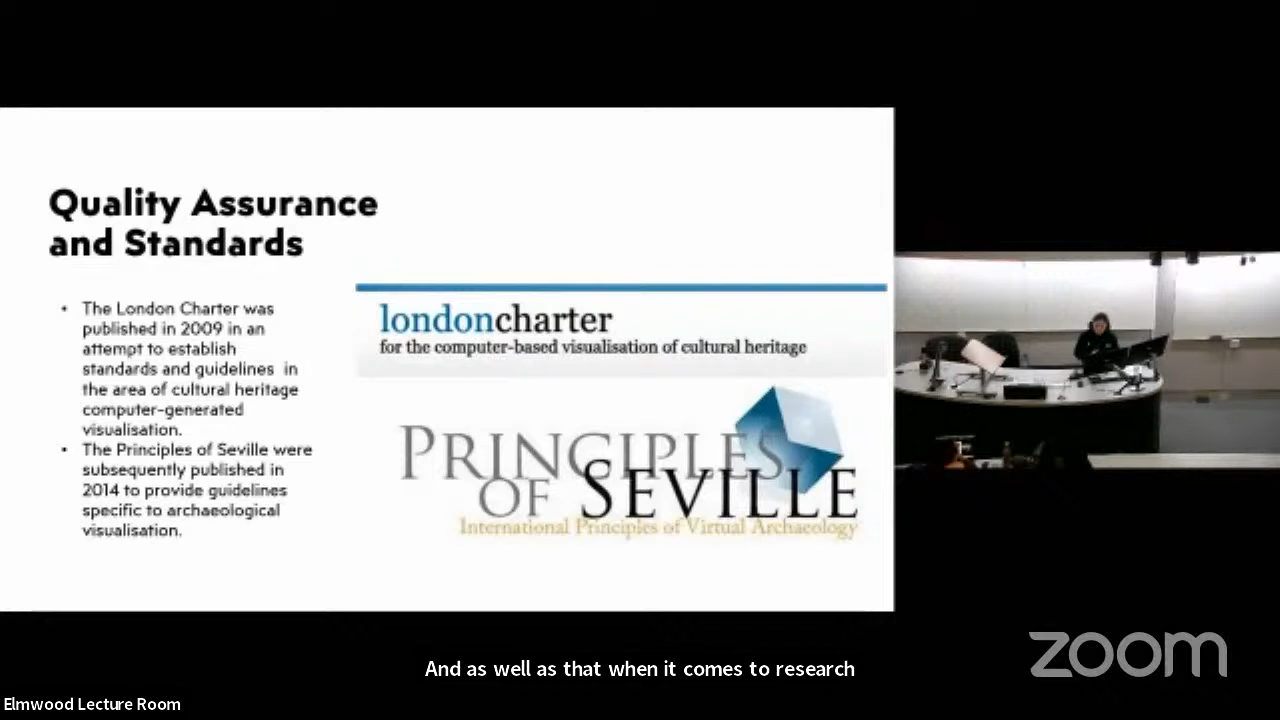 Quality Assurance
and Standards
• The London Charter was
published in 2009 in an
attempt to establish
standards and guidelines in
the area of cultural heritage
computer-generated
visualisation.
• The Principles of Seville were
subsequently published in
2014 to provide guidelines
specific to archaeological
visualisation.
londoncharter
for the computer-based visualisation of cultural heritage
PRINCIPLES
OF SEVILLE
International Principles of Virtual Archaeology
And as well as that when it comes to research
zoom
Elmwood Lecture Room